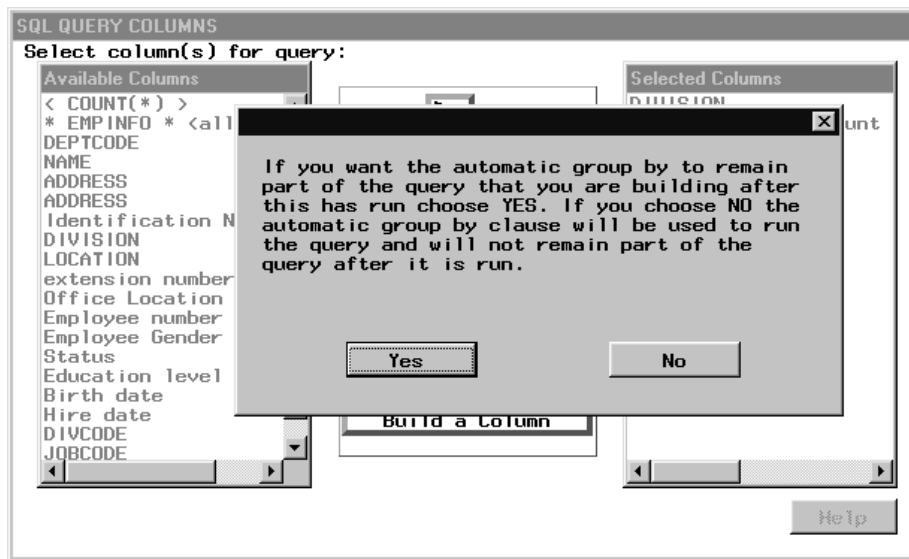 SQL QUERY COLUMNS
Select column(s) for query:
Available Columns
< COUNT(*) >
* EMPINFO * <all
DEPTCODE
NAME
ADDRESS
ADDRESS
Identification N
DIVISION
LOCATION
extension number
Office Location
Employee number
Employee Gender
Status
Education level
Birth date
Hire date
DIVCODE
JOBCODE
If you want the automatic group by to remain
part of the query that you are building after
this has run choose YES. If you choose NO the
automatic group by clause will be used to run
the query and will not remain part of the
query after it is run.
Yes
No
Build a Column
Selected Columns
DIVISION
unt
Help